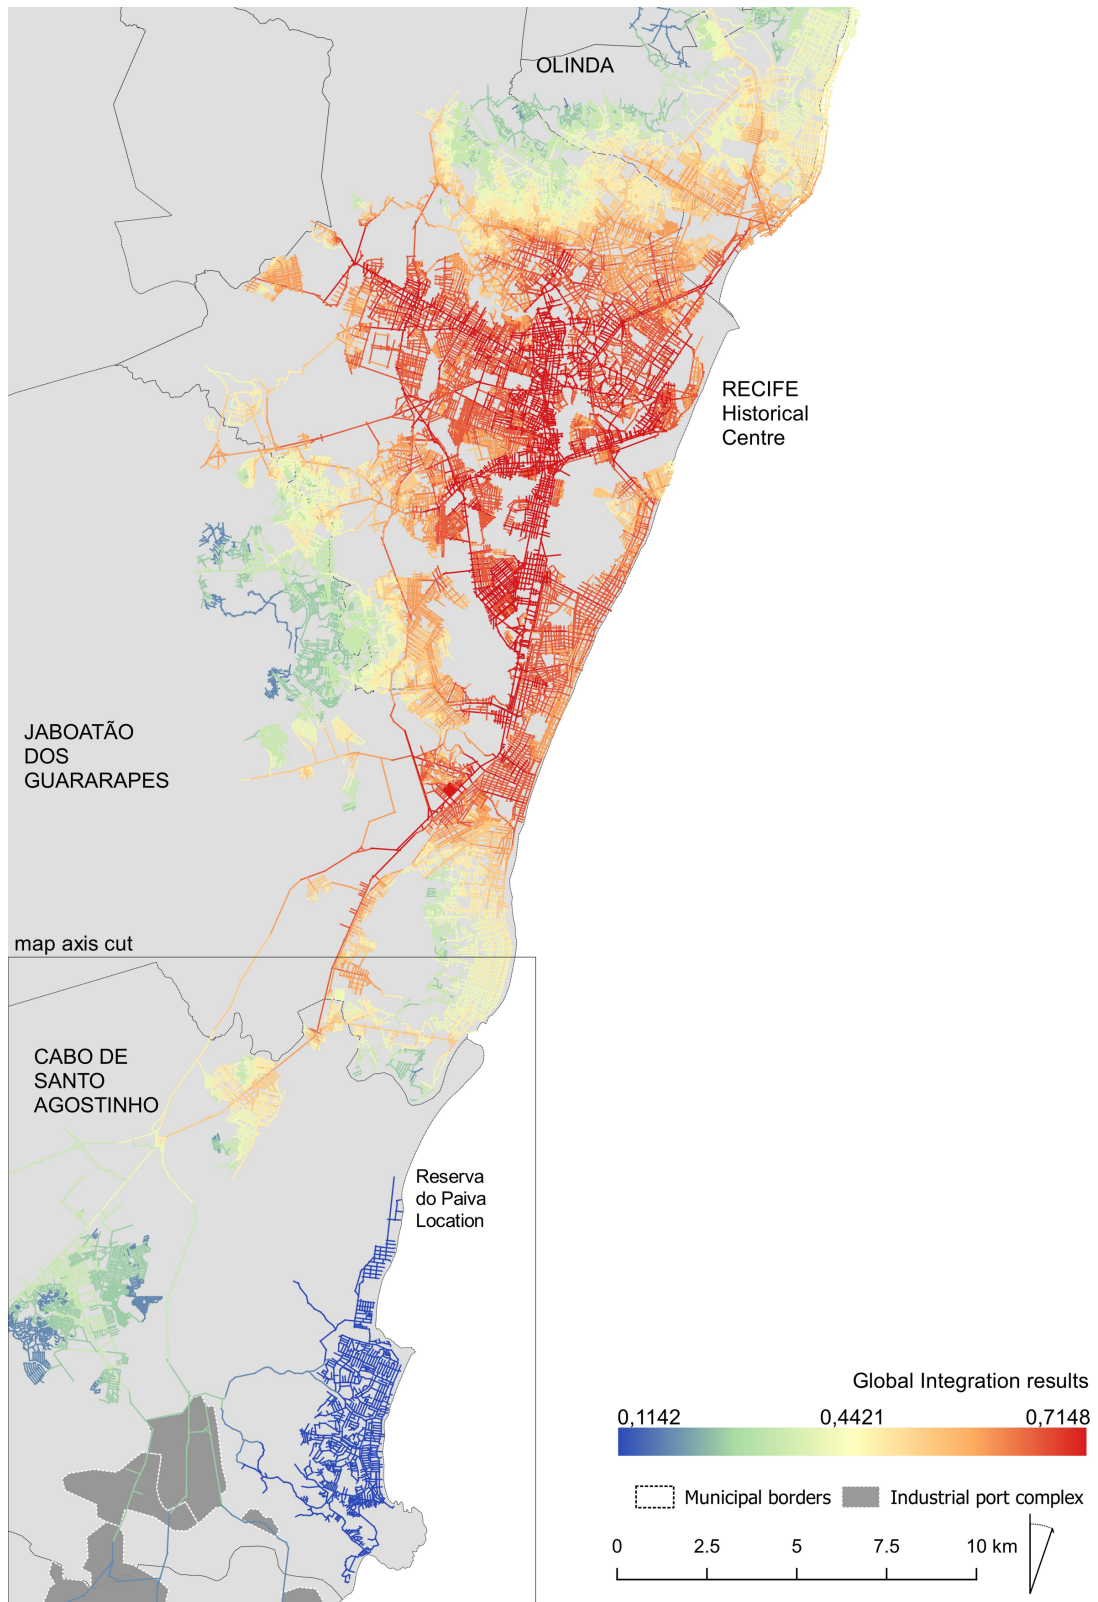 OLINDA
RECIFE
Historical
Centre
JABOATÃO
DOS
GUARARAPES
map axis cut
CABO DE
SANTO
AGOSTINHO
Reserva
do Paiva
Location
Global Integration results
0,1142 0,4421 0,7148
Municipal borders Industrial port complex
0 2.5 5 7.5 10 km